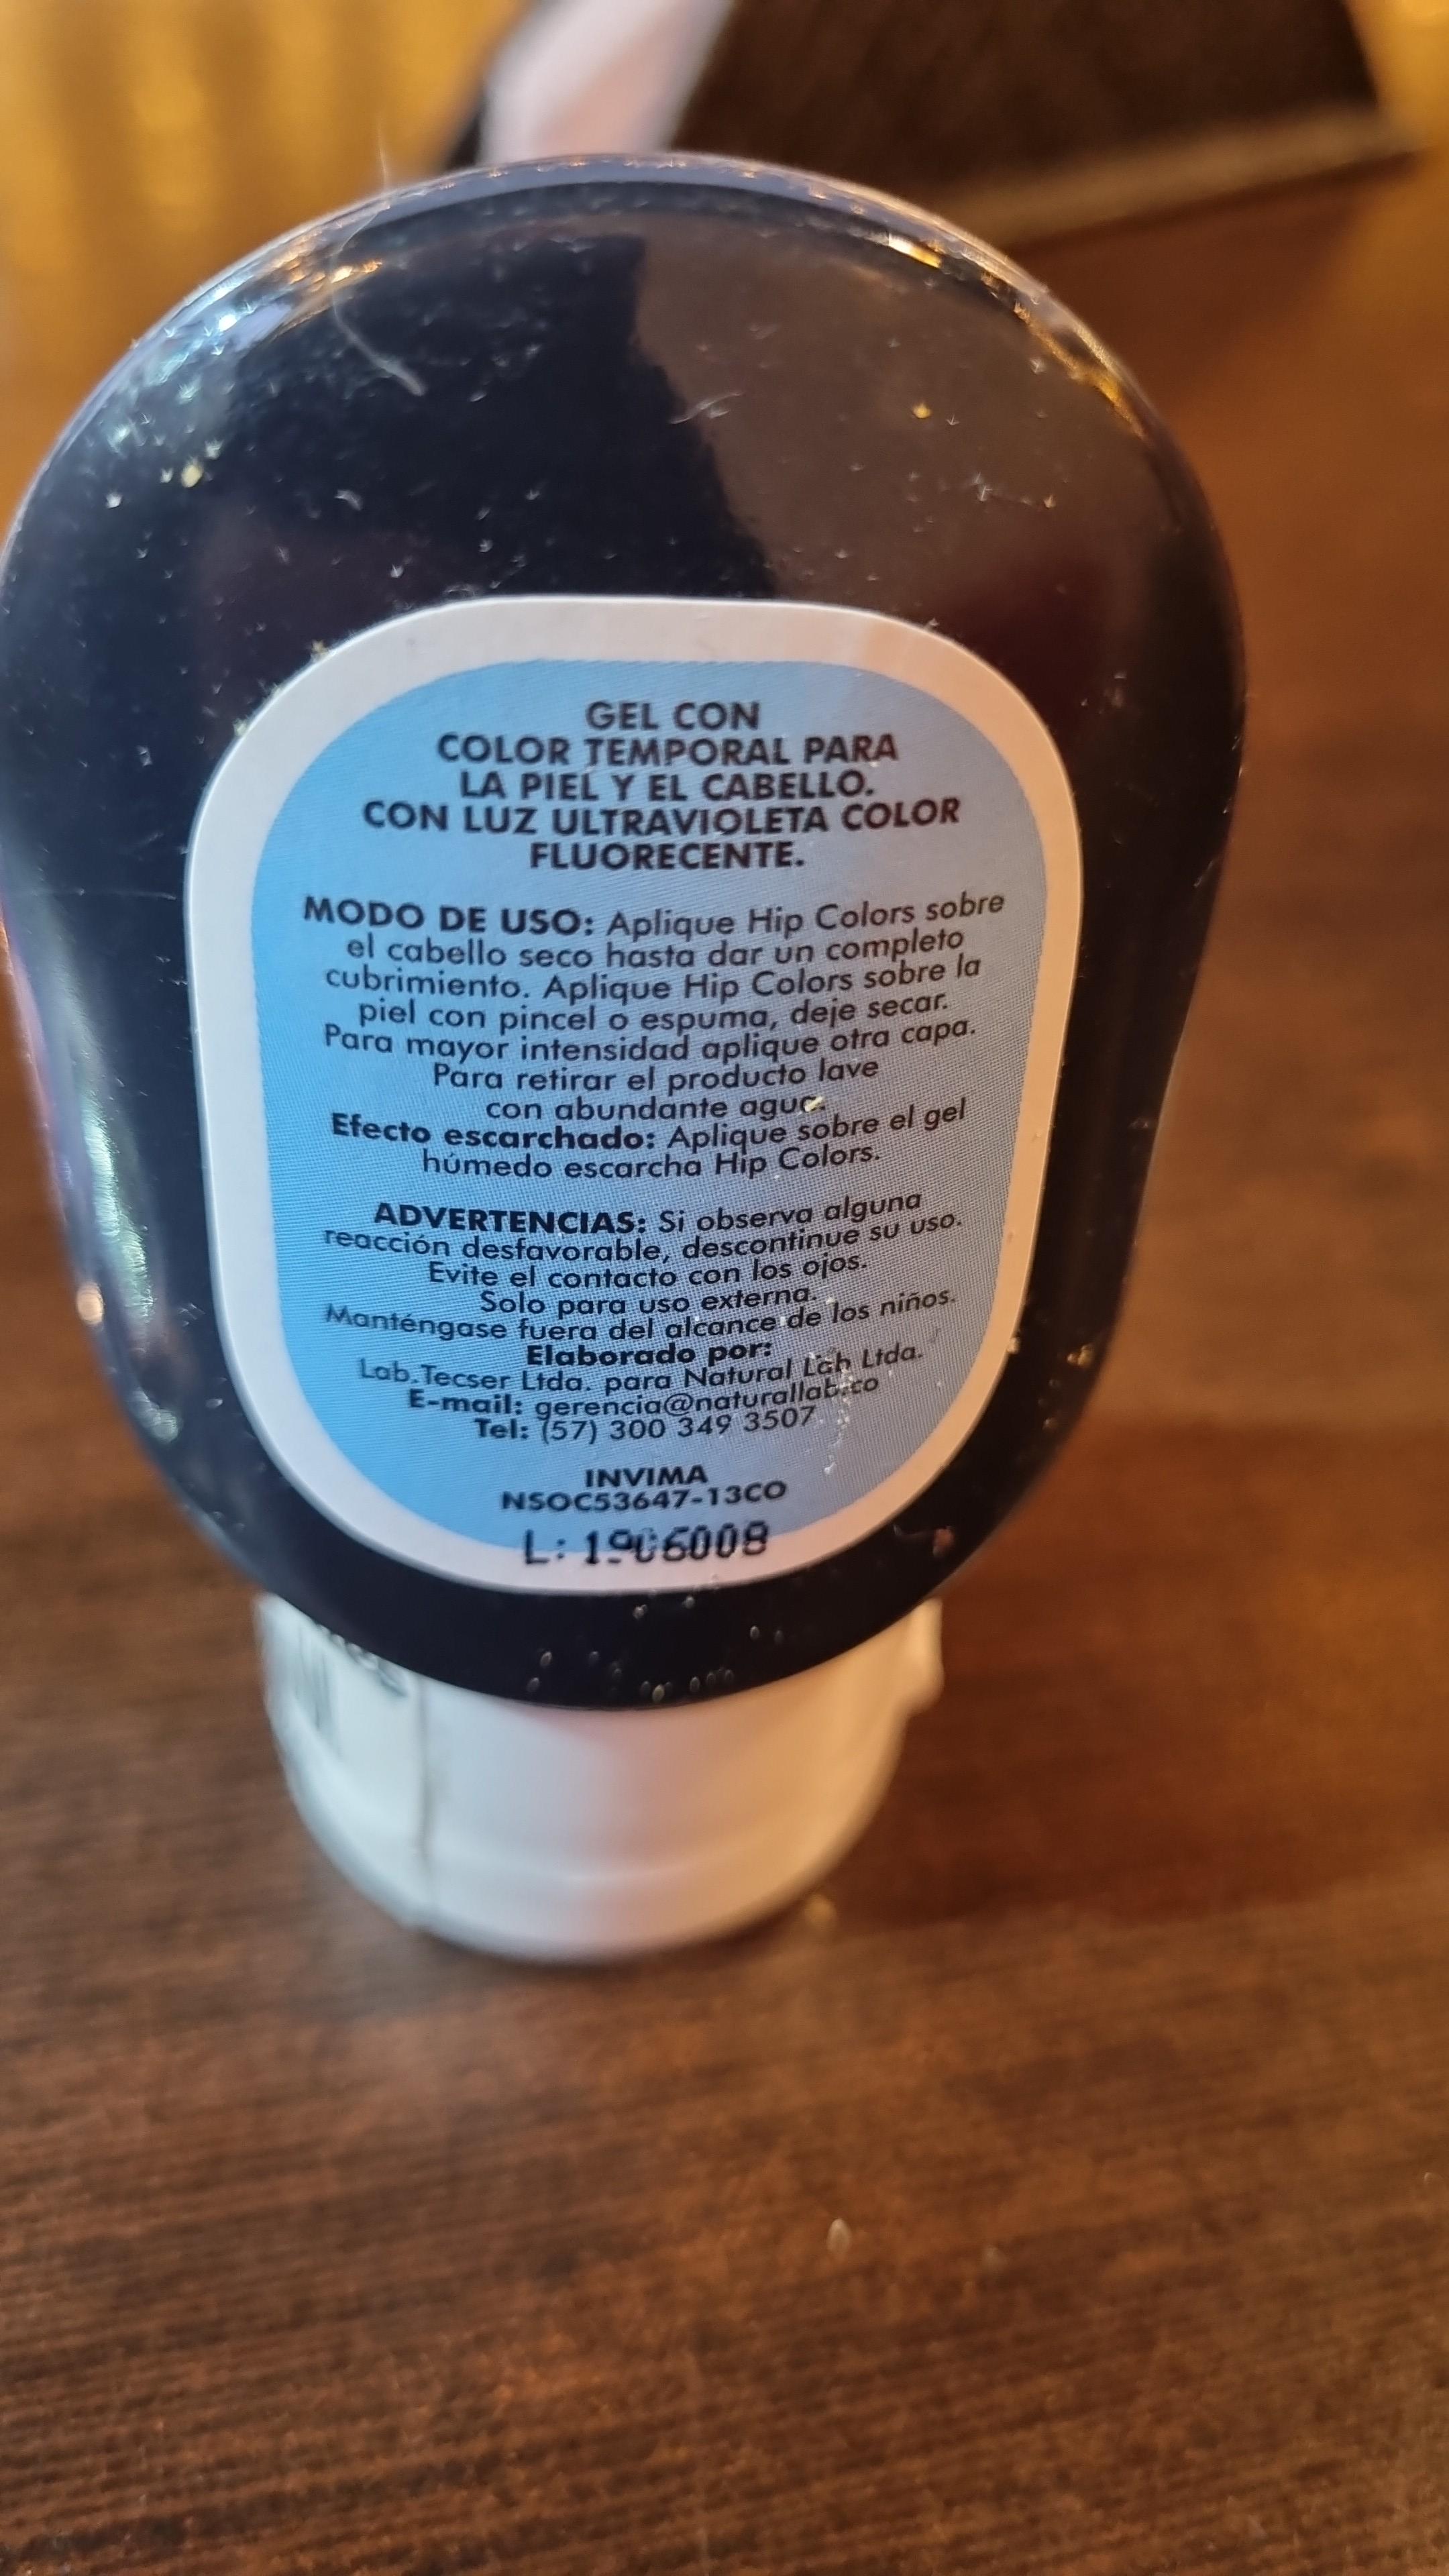 GEL CON
COLOR TEMPORAL PARA
LA PIEL Y EL CABELLO.
CON LUZ ULTRAVIOLETA COLOR
FLUORECENTE.
MODO DE USO: Aplique Hip Colors sobre
el cabello seco hasta dar un completo
cubrimiento. Aplique Hip Colors sobre la
piel con pincel o espuma, deje secar.
Para mayor intensidad aplique otra capa.
Para retirar el producto lave
con abundante agua.
Efecto escarchado: Aplique sobre el gel
húmedo escarcha Hip Colors.
ADVERTENCIAS: Si observa alguna
reacción desfavorable, descontinue su uso.
Evite el contacto con los ojos.
Solo para uso externa.
Manténgase fuera del alcance de los niños.
Elaborado por:
Lab.Tecser Ltda. para Natural Lab Ltda.
E-mail: gerencia@naturallab.co
Tel: (57) 300 349 3507
INVIMA
NSOC53647-13CO
L: 1906008